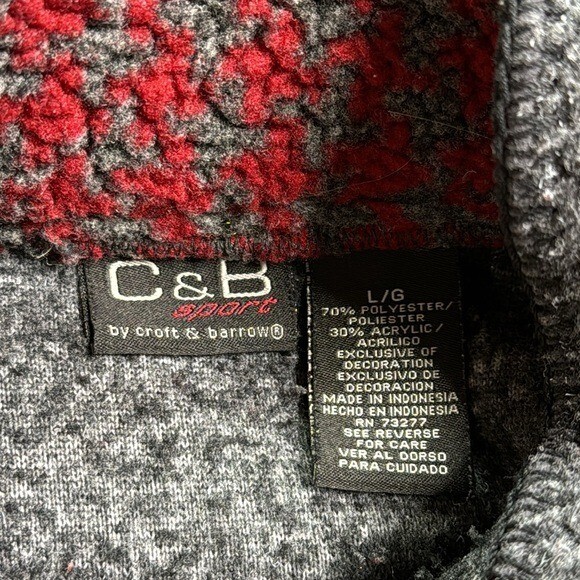 C & B
sport
by croft & barrow®
L/G
70% POLYESTER/
POLIESTER
30% ACRYLIC/
ACRILICO
EXCLUSIVE OF
DECORATION
EXCLUSIVO DE
DECORACION
MADE IN INDONESIA
HECHO EN INDONESIA
RN 73277
SEE REVERSE
FOR CARE
VER AL DORSO
PARA CUIDADO